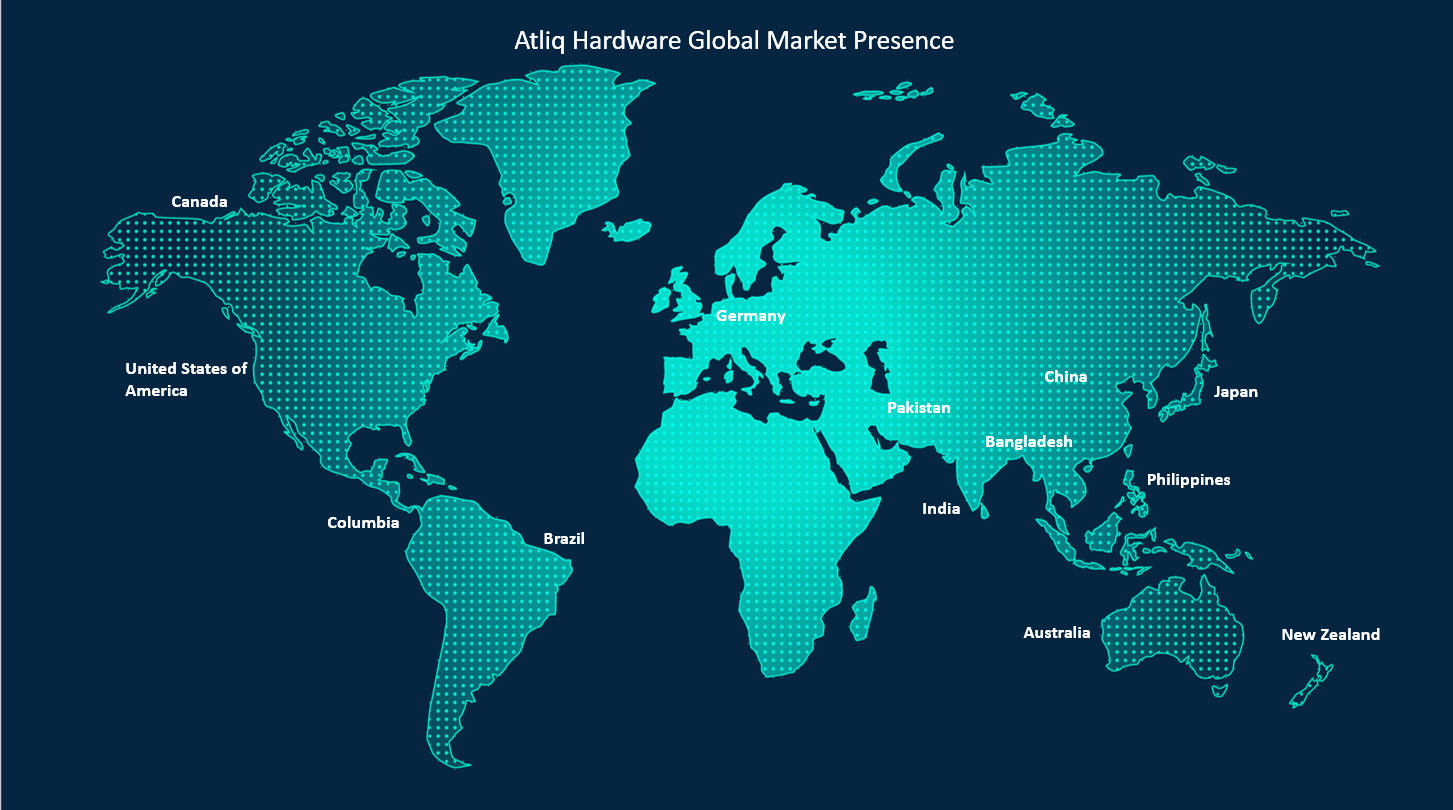 Atliq Hardware Global Market Presence
Canada
Germany
United States of
America
China
Japan
Pakistan
Bangladesh
Philippines
India
Columbia
Brazil
Australia
New Zealand